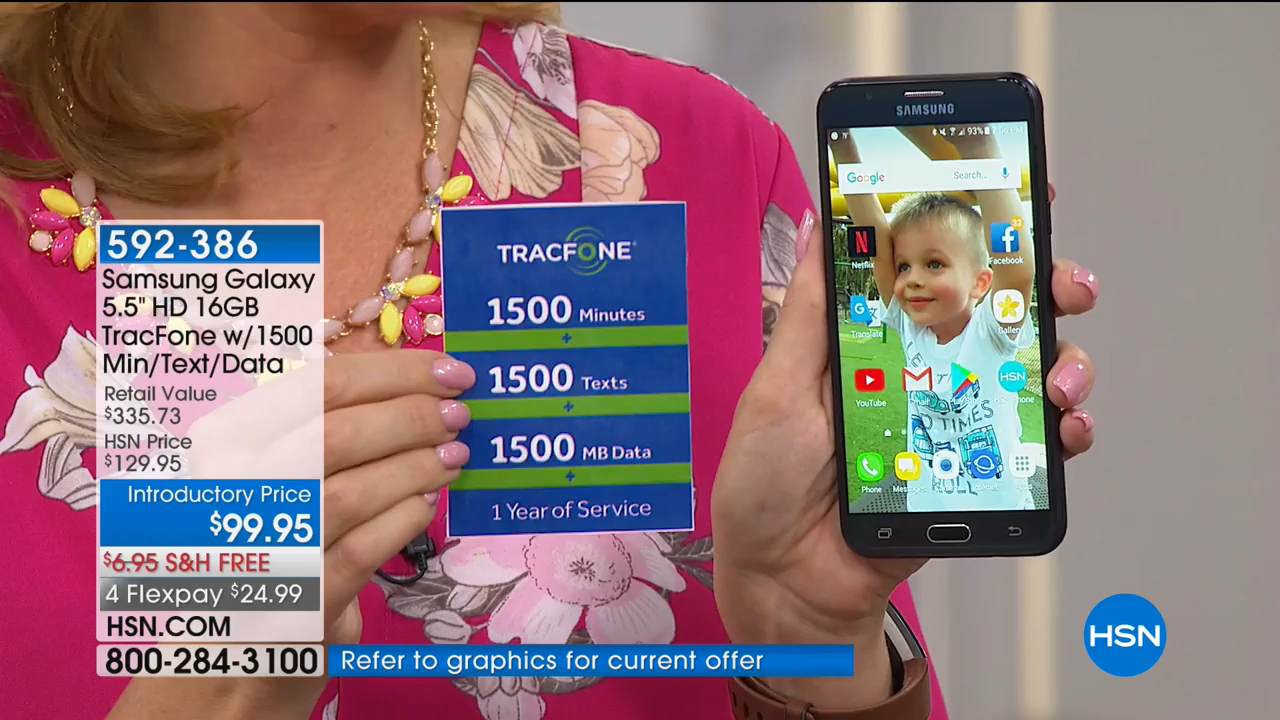 592-386
Samsung Galaxy
5.5" HD 16GB
TracFone w/1500
Min/Text/Data
Retail Value
$335.73
HSN Price
$129.95
Introductory Price
$99.95
$6.95 S&H FREE
4 Flexpay $24.99
HSN.COM
800-284-3100
Refer to graphics for current offer
TRACFONE
1500 Minutes
+
1500 Texts
+
1500 MB Data
+
1 Year of Service
SAMSUNG
93%
Google Search...
Netflix
Facebook
Translate
Gallery
YouTube
Gmail
HSN
TIMES
Phone
HSN